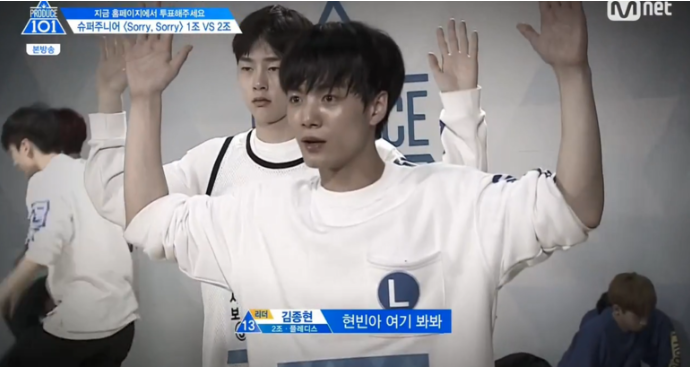 PRODUCE
101
본방송
지금 홈페이지에서 투표해주세요
슈퍼주니어 <Sorry, Sorry> 1조 VS 2조
Mnet
CE
L
리더
13
김종현
2조 · 플레디스
현빈아 여기 봐봐